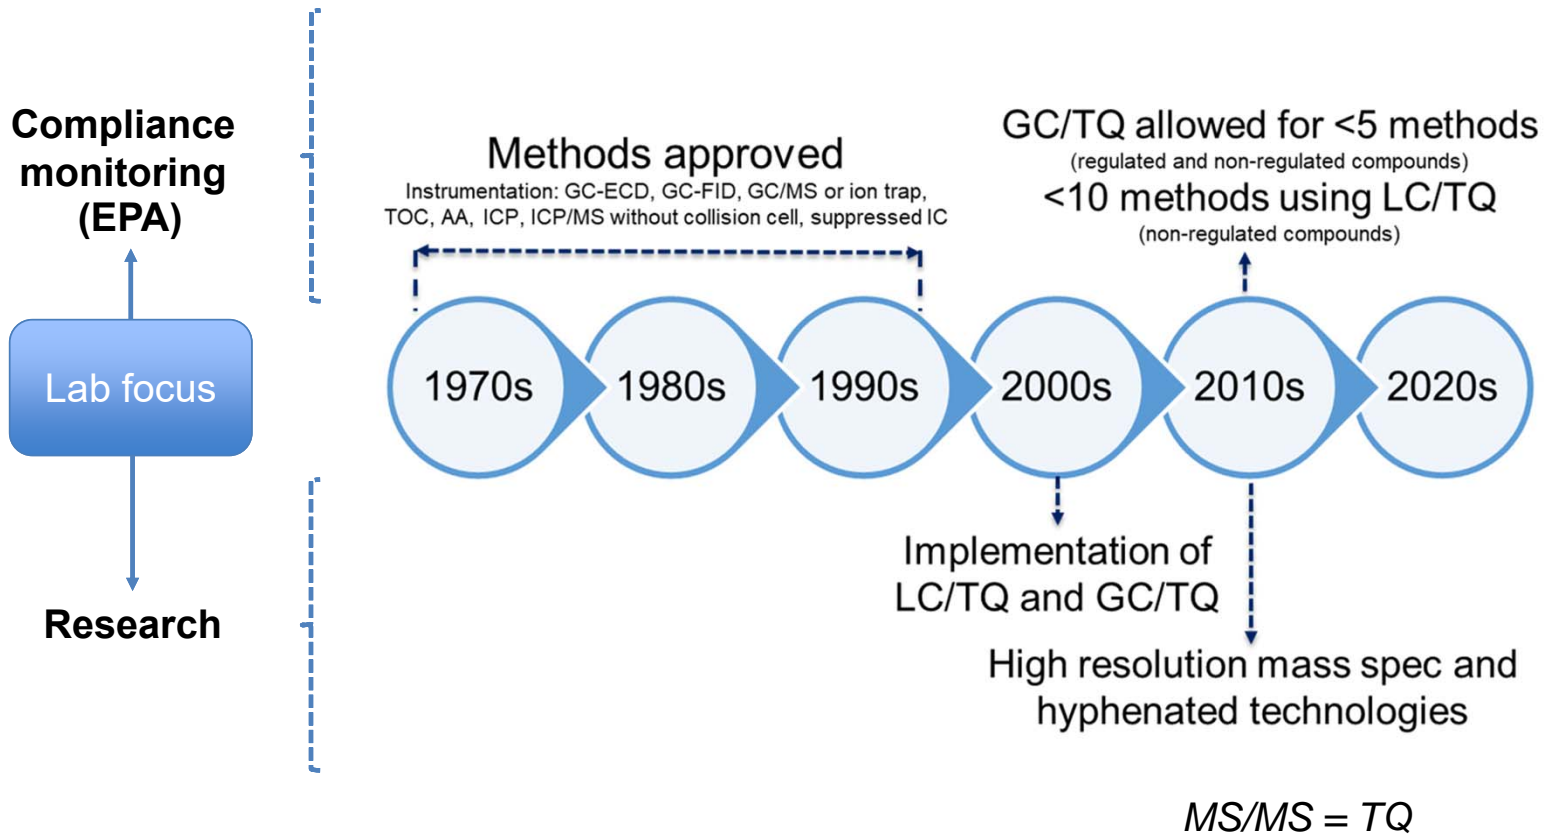 Compliance
monitoring
(EPA)
Lab focus
Research
Methods approved
Instrumentation: GC-ECD, GC-FID, GC/MS or ion trap,
TOC, AA, ICP, ICP/MS without collision cell, suppressed IC
GC/TQ allowed for <5 methods
(regulated and non-regulated compounds)
<10 methods using LC/TQ
(non-regulated compounds)
1970s
1980s
1990s
2000s
2010s
2020s
Implementation of
LC/TQ and GC/TQ
High resolution mass spec and
hyphenated technologies
MS/MS = TQ